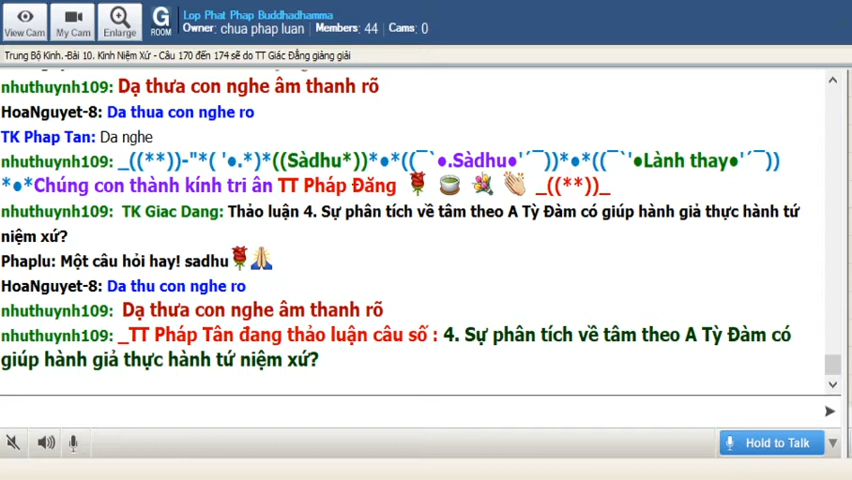 View Cam
My Cam
Enlarge
G
ROOM
Lop Phat Phap Buddhadhamma
Owner: chua phap luan Members: 44 Cams: 0
Trung Bộ Kinh.-Bài 10. Kinh Niệm Xứ - Câu 170 đến 174 sẽ do TT Giác Đẳng giảng giải
nhuthuynh109: Dạ thưa con nghe âm thanh rõ
HoaNguyet-8: Da thua con nghe ro
TK Phap Tan: Da nghe
nhuthuynh109: _((**))-"*( '●.*)*((Sàdhu*))*●*((¯`●.Sàdhu●'´¯))*●*((¯`'●Lành thay●'´¯))
*●*Chúng con thành kính tri ân TT Pháp Đăng 🌹 🍵 💐 👏 _((**))_
nhuthuynh109: TK Giac Dang: Thảo luận 4. Sự phân tích về tâm theo A Tỳ Đàm có giúp hành giả thực hành tứ
niệm xứ?
Phaplu: Một câu hỏi hay! sadhu🌹🙏
HoaNguyet-8: Da thu con nghe ro
nhuthuynh109: Dạ thưa con nghe âm thanh rõ
nhuthuynh109: _TT Pháp Tân đang thảo luận câu số : 4. Sự phân tích về tâm theo A Tỳ Đàm có
giúp hành giả thực hành tứ niệm xứ?
Hold to Talk